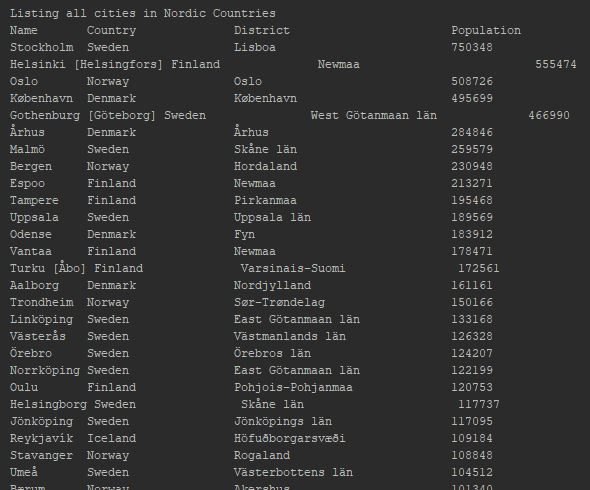 Listing all cities in Nordic Countries
Name Country District Population
Stockholm Sweden Lisboa 750348
Helsinki [Helsingfors] Finland Newmaa 555474
Oslo Norway Oslo 508726
København Denmark København 495699
Gothenburg [Göteborg] Sweden West Götanmaan län 466990
Århus Denmark Århus 284846
Malmö Sweden Skåne län 259579
Bergen Norway Hordaland 230948
Espoo Finland Newmaa 213271
Tampere Finland Pirkanmaa 195468
Uppsala Sweden Uppsala län 189569
Odense Denmark Fyn 183912
Vantaa Finland Newmaa 178471
Turku [Åbo] Finland Varsinais-Suomi 172561
Aalborg Denmark Nordjylland 161161
Trondheim Norway Sør-Trøndelag 150166
Linköping Sweden East Götanmaan län 133168
Västerås Sweden Västmanlands län 126328
Örebro Sweden Örebros län 124207
Norrköping Sweden East Götanmaan län 122199
Oulu Finland Pohjois-Pohjanmaa 120753
Helsingborg Sweden Skåne län 117737
Jönköping Sweden Jönköpings län 117095
Reykjavík Iceland Höfuðborgarsvæði 109184
Stavanger Norway Rogaland 108848
Umeå Sweden Västerbottens län 104512
Bærum Norway Akershus 101340